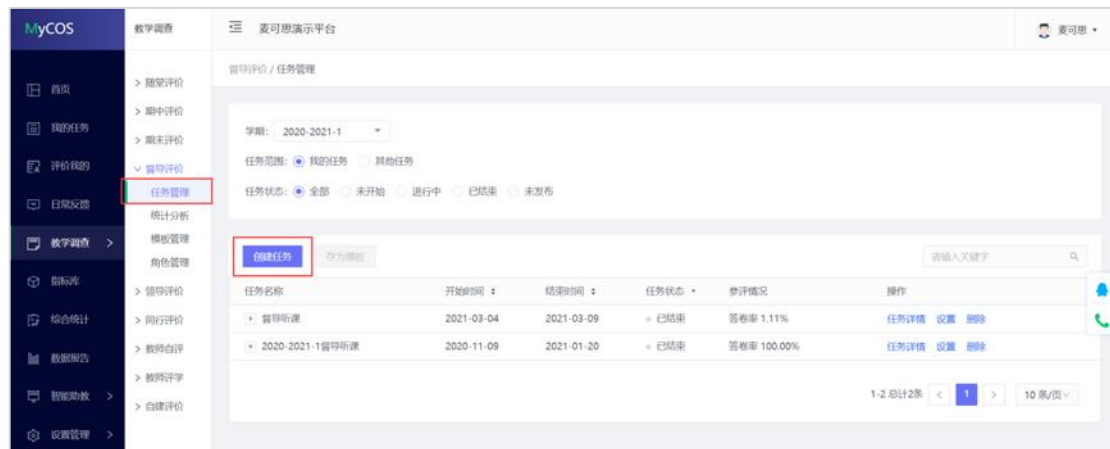 MyCOS
教学调查
麦可思演示平台
麦可思
督导评价 / 任务管理
首页
我的任务
评价我的
日常反馈
教学调查 >
指标库
综合统计
数据报告
智能助教 >
设置管理 >
> 随堂评价
> 期中评价
> 期末评价
督导评价
任务管理
统计分析
模板管理
角色管理
> 领导评价
> 同行评价
> 教师自评
> 教师评学
> 自建评价
学期: 2020-2021-1
任务范围: 我的任务 其他任务
任务状态: 全部 未开始 进行中 已结束 未发布
创建任务 存为模板 请输入关键字
任务名称 开始时间 结束时间 任务状态 参评情况 操作
+ 督导听课 2021-03-04 2021-03-09 已结束 答卷率 1.11% 任务详情 设置 删除
+ 2020-2021-1督导听课 2020-11-09 2021-01-20 已结束 答卷率 100.00% 任务详情 设置 删除
1-2 总计2条 < 1 > 10 条/页